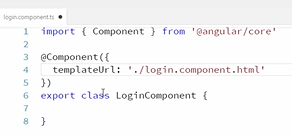 login.component.ts
1 import { Component } from '@angular/core'
2
3 @Component({
4 templateUrl: './login.component.html'
5 })
6 export class LoginComponent {
7
8 }